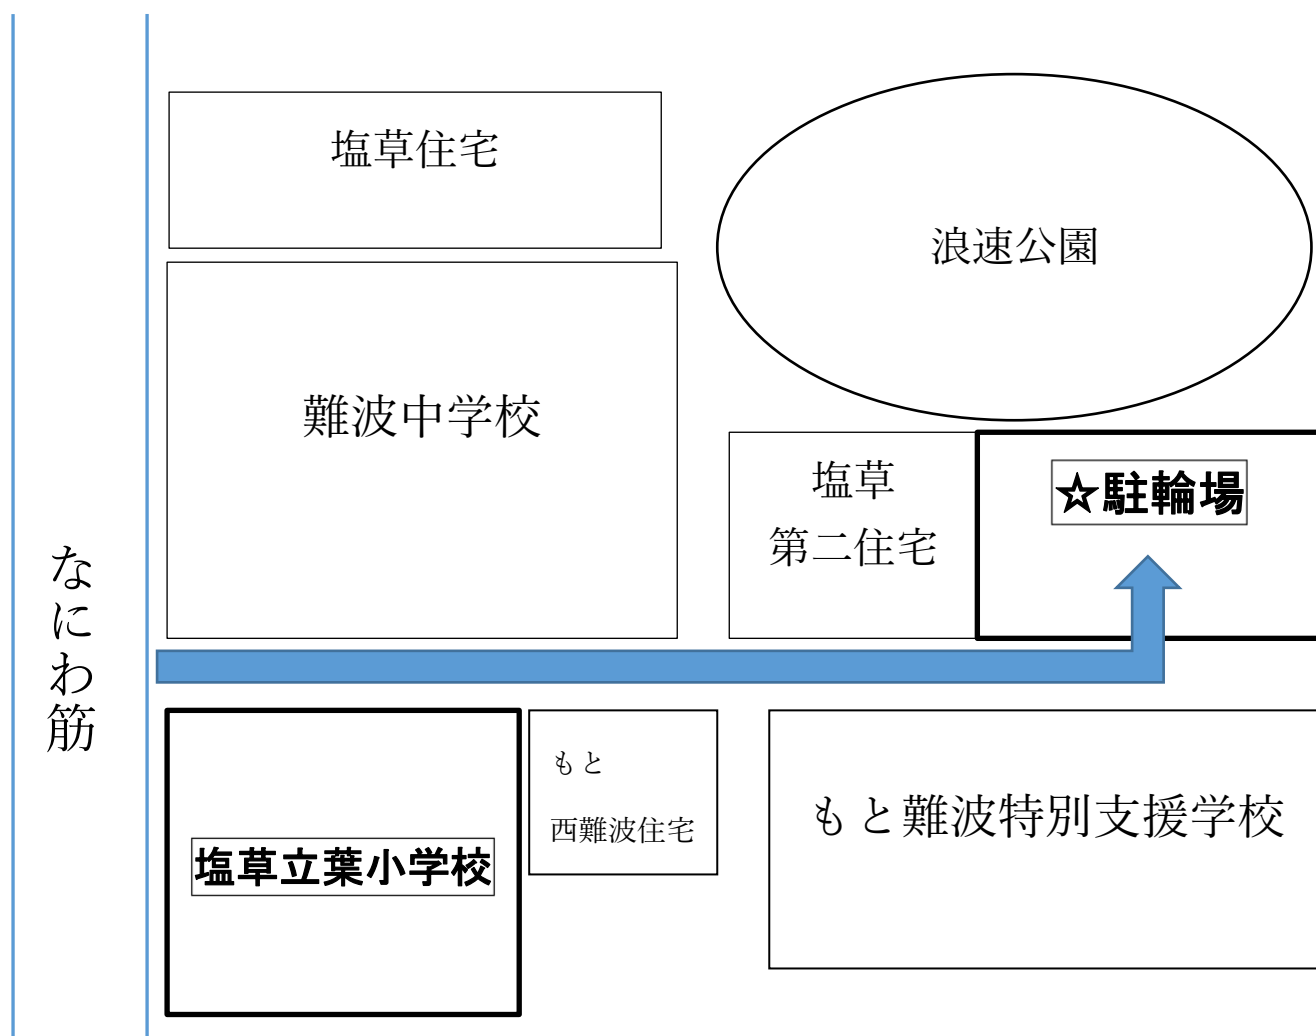 塩草住宅
浪速公園
難波中学校
塩草
第二住宅
☆駐輪場
なにわ筋
もと
西難波住宅
もと難波特別支援学校
塩草立葉小学校